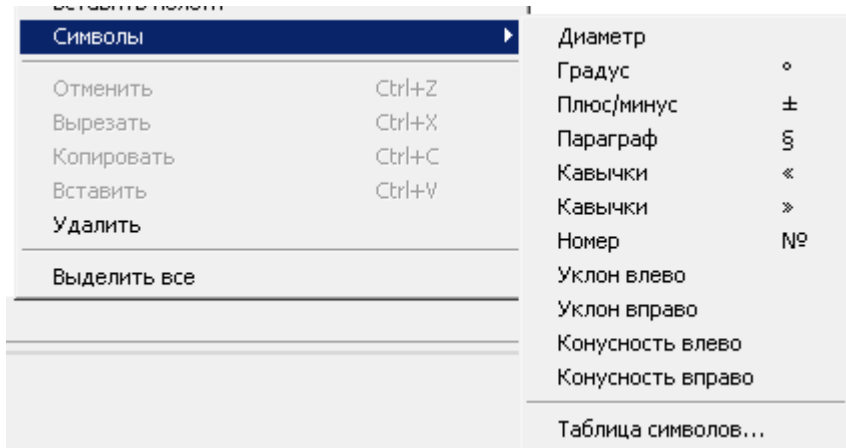 Символы
Отменить Ctrl+Z
Вырезать Ctrl+X
Копировать Ctrl+C
Вставить Ctrl+V
Удалить
Выделить все
Диаметр
Градус °
Плюс/минус ±
Параграф §
Кавычки «
Кавычки »
Номер №
Уклон влево
Уклон вправо
Конусность влево
Конусность вправо
Таблица символов...